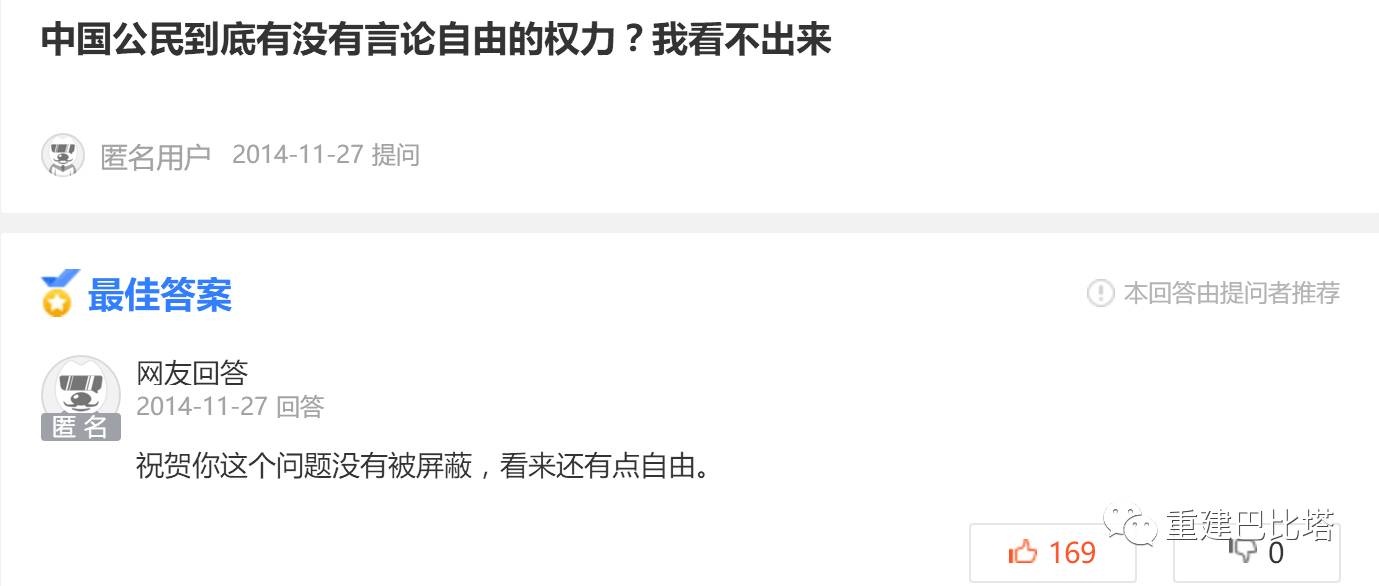 中国公民到底有没有言论自由的权力？我看不出来
匿名用户 2014-11-27 提问
最佳答案
本回答由提问者推荐
网友回答
2014-11-27 回答
匿名
祝贺你这个问题没有被屏蔽，看来还有点自由。
重建巴比塔
169
0